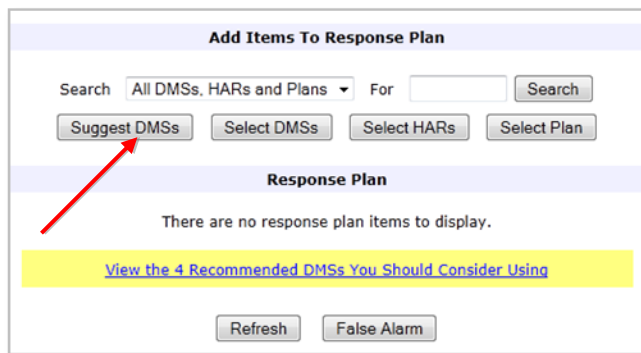 Add Items To Response Plan
Search All DMSs, HARs and Plans For Search
Suggest DMSs Select DMSs Select HARs Select Plan
Response Plan
There are no response plan items to display.
View the 4 Recommended DMSs You Should Consider Using
Refresh False Alarm